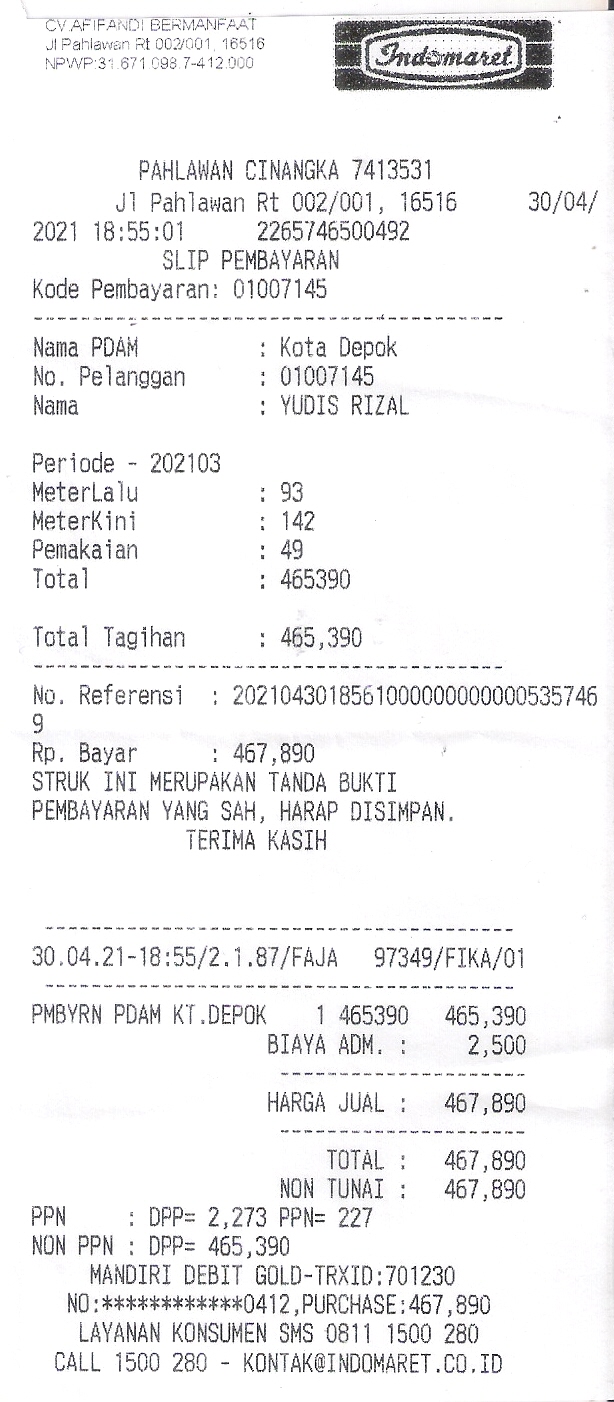 CV.AFIFANDI BERMANFAAT
Jl Pahlawan Rt 002/001, 16516
NPWP:31.671.098.7-412.000
Indomaret
PAHLAWAN CINANGKA 7413531
Jl Pahlawan Rt 002/001, 16516 30/04/
2021 18:55:01 2265746500492
SLIP PEMBAYARAN
Kode Pembayaran: 01007145
----------------------------------------
Nama PDAM : Kota Depok
No. Pelanggan : 01007145
Nama : YUDIS RIZAL
Periode - 202103
MeterLalu : 93
MeterKini : 142
Pemakaian : 49
Total : 465390
Total Tagihan : 465,390
----------------------------------------
No. Referensi : 2021043018561000000000000535746
9
Rp. Bayar : 467,890
STRUK INI MERUPAKAN TANDA BUKTI
PEMBAYARAN YANG SAH, HARAP DISIMPAN.
TERIMA KASIH
----------------------------------------
30.04.21-18:55/2.1.87/FAJA 97349/FIKA/01
----------------------------------------
PMBYRN PDAM KT.DEPOK 1 465390 465,390
BIAYA ADM. : 2,500
---------------------
HARGA JUAL : 467,890
---------------------
TOTAL : 467,890
NON TUNAI : 467,890
PPN : DPP= 2,273 PPN= 227
NON PPN : DPP= 465,390
MANDIRI DEBIT GOLD-TRXID:701230
NO:************0412,PURCHASE:467,890
LAYANAN KONSUMEN SMS 0811 1500 280
CALL 1500 280 - KONTAK@INDOMARET.CO.ID